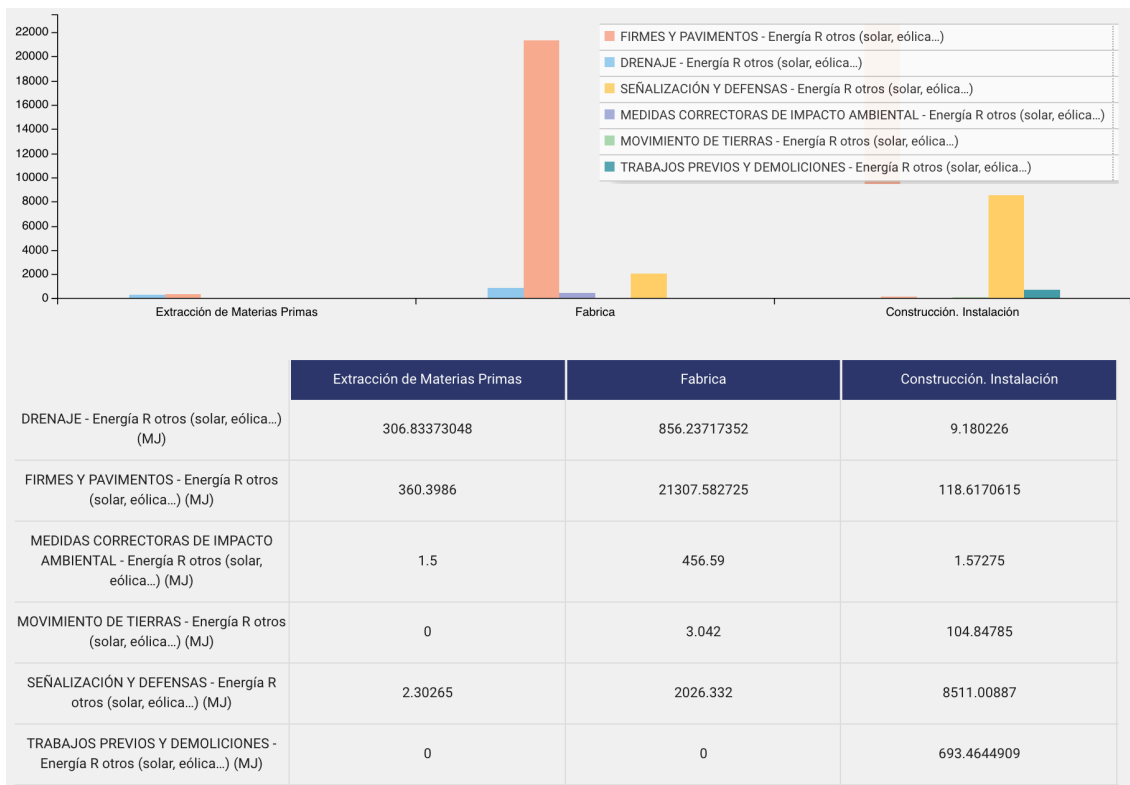 22000
20000
18000
16000
14000
12000
10000
8000
6000
4000
2000
0
FIRMES Y PAVIMENTOS - Energía R otros (solar, eólica...)
DRENAJE - Energía R otros (solar, eólica...)
SEÑALIZACIÓN Y DEFENSAS - Energía R otros (solar, eólica...)
MEDIDAS CORRECTORAS DE IMPACTO AMBIENTAL - Energía R otros (solar, eólica...)
MOVIMIENTO DE TIERRAS - Energía R otros (solar, eólica...)
TRABAJOS PREVIOS Y DEMOLICIONES - Energía R otros (solar, eólica...)
Extracción de Materias Primas Fabrica Construcción. Instalación
Extracción de Materias Primas Fabrica Construcción. Instalación
DRENAJE - Energía R otros (solar, eólica...)
(MJ)
306.83373048 856.23717352 9.180226
FIRMES Y PAVIMENTOS - Energía R otros
(solar, eólica...) (MJ)
360.3986 21307.582725 118.6170615
MEDIDAS CORRECTORAS DE IMPACTO
AMBIENTAL - Energía R otros (solar,
eólica...) (MJ)
1.5 456.59 1.57275
MOVIMIENTO DE TIERRAS - Energía R otros
(solar, eólica...) (MJ)
0 3.042 104.84785
SEÑALIZACIÓN Y DEFENSAS - Energía R
otros (solar, eólica...) (MJ)
2.30265 2026.332 8511.00887
TRABAJOS PREVIOS Y DEMOLICIONES -
Energía R otros (solar, eólica...) (MJ)
0 0 693.4644909